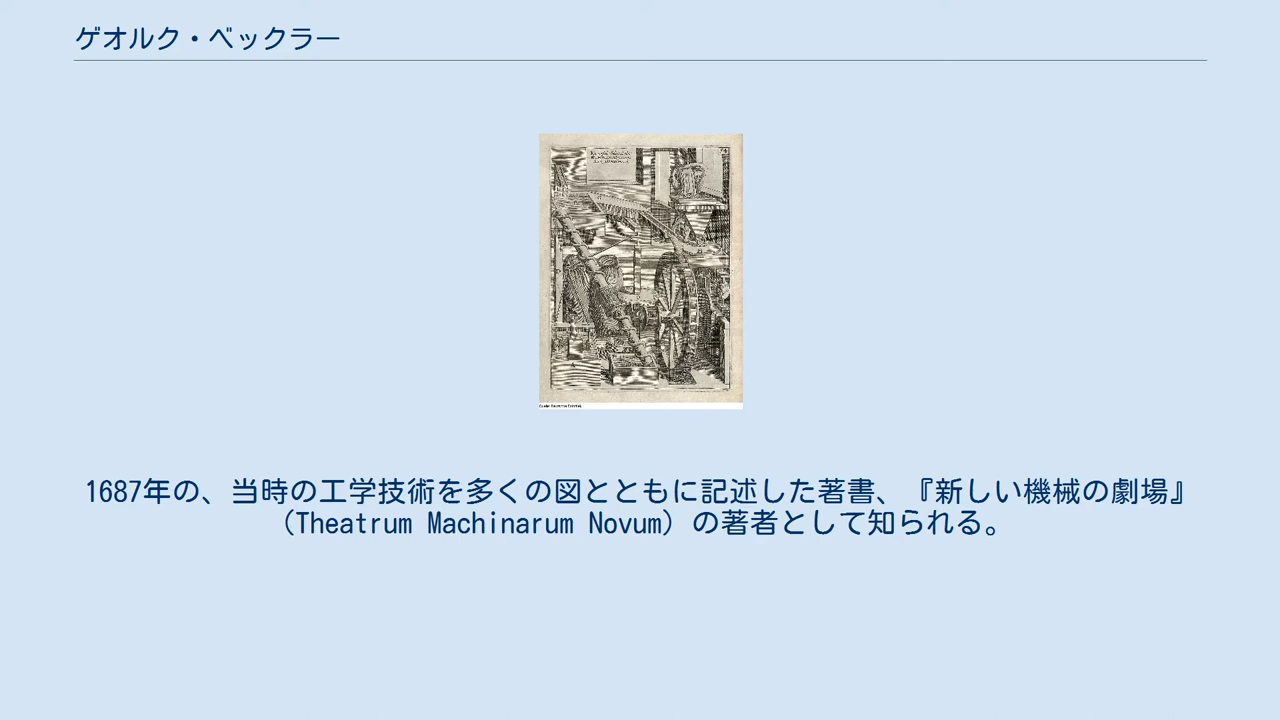 ゲオルク・ベックラー
1687年の、当時の工学技術を多くの図とともに記述した著書、『新しい機械の劇場』
（Theatrum Machinarum Novum）の著者として知られる。